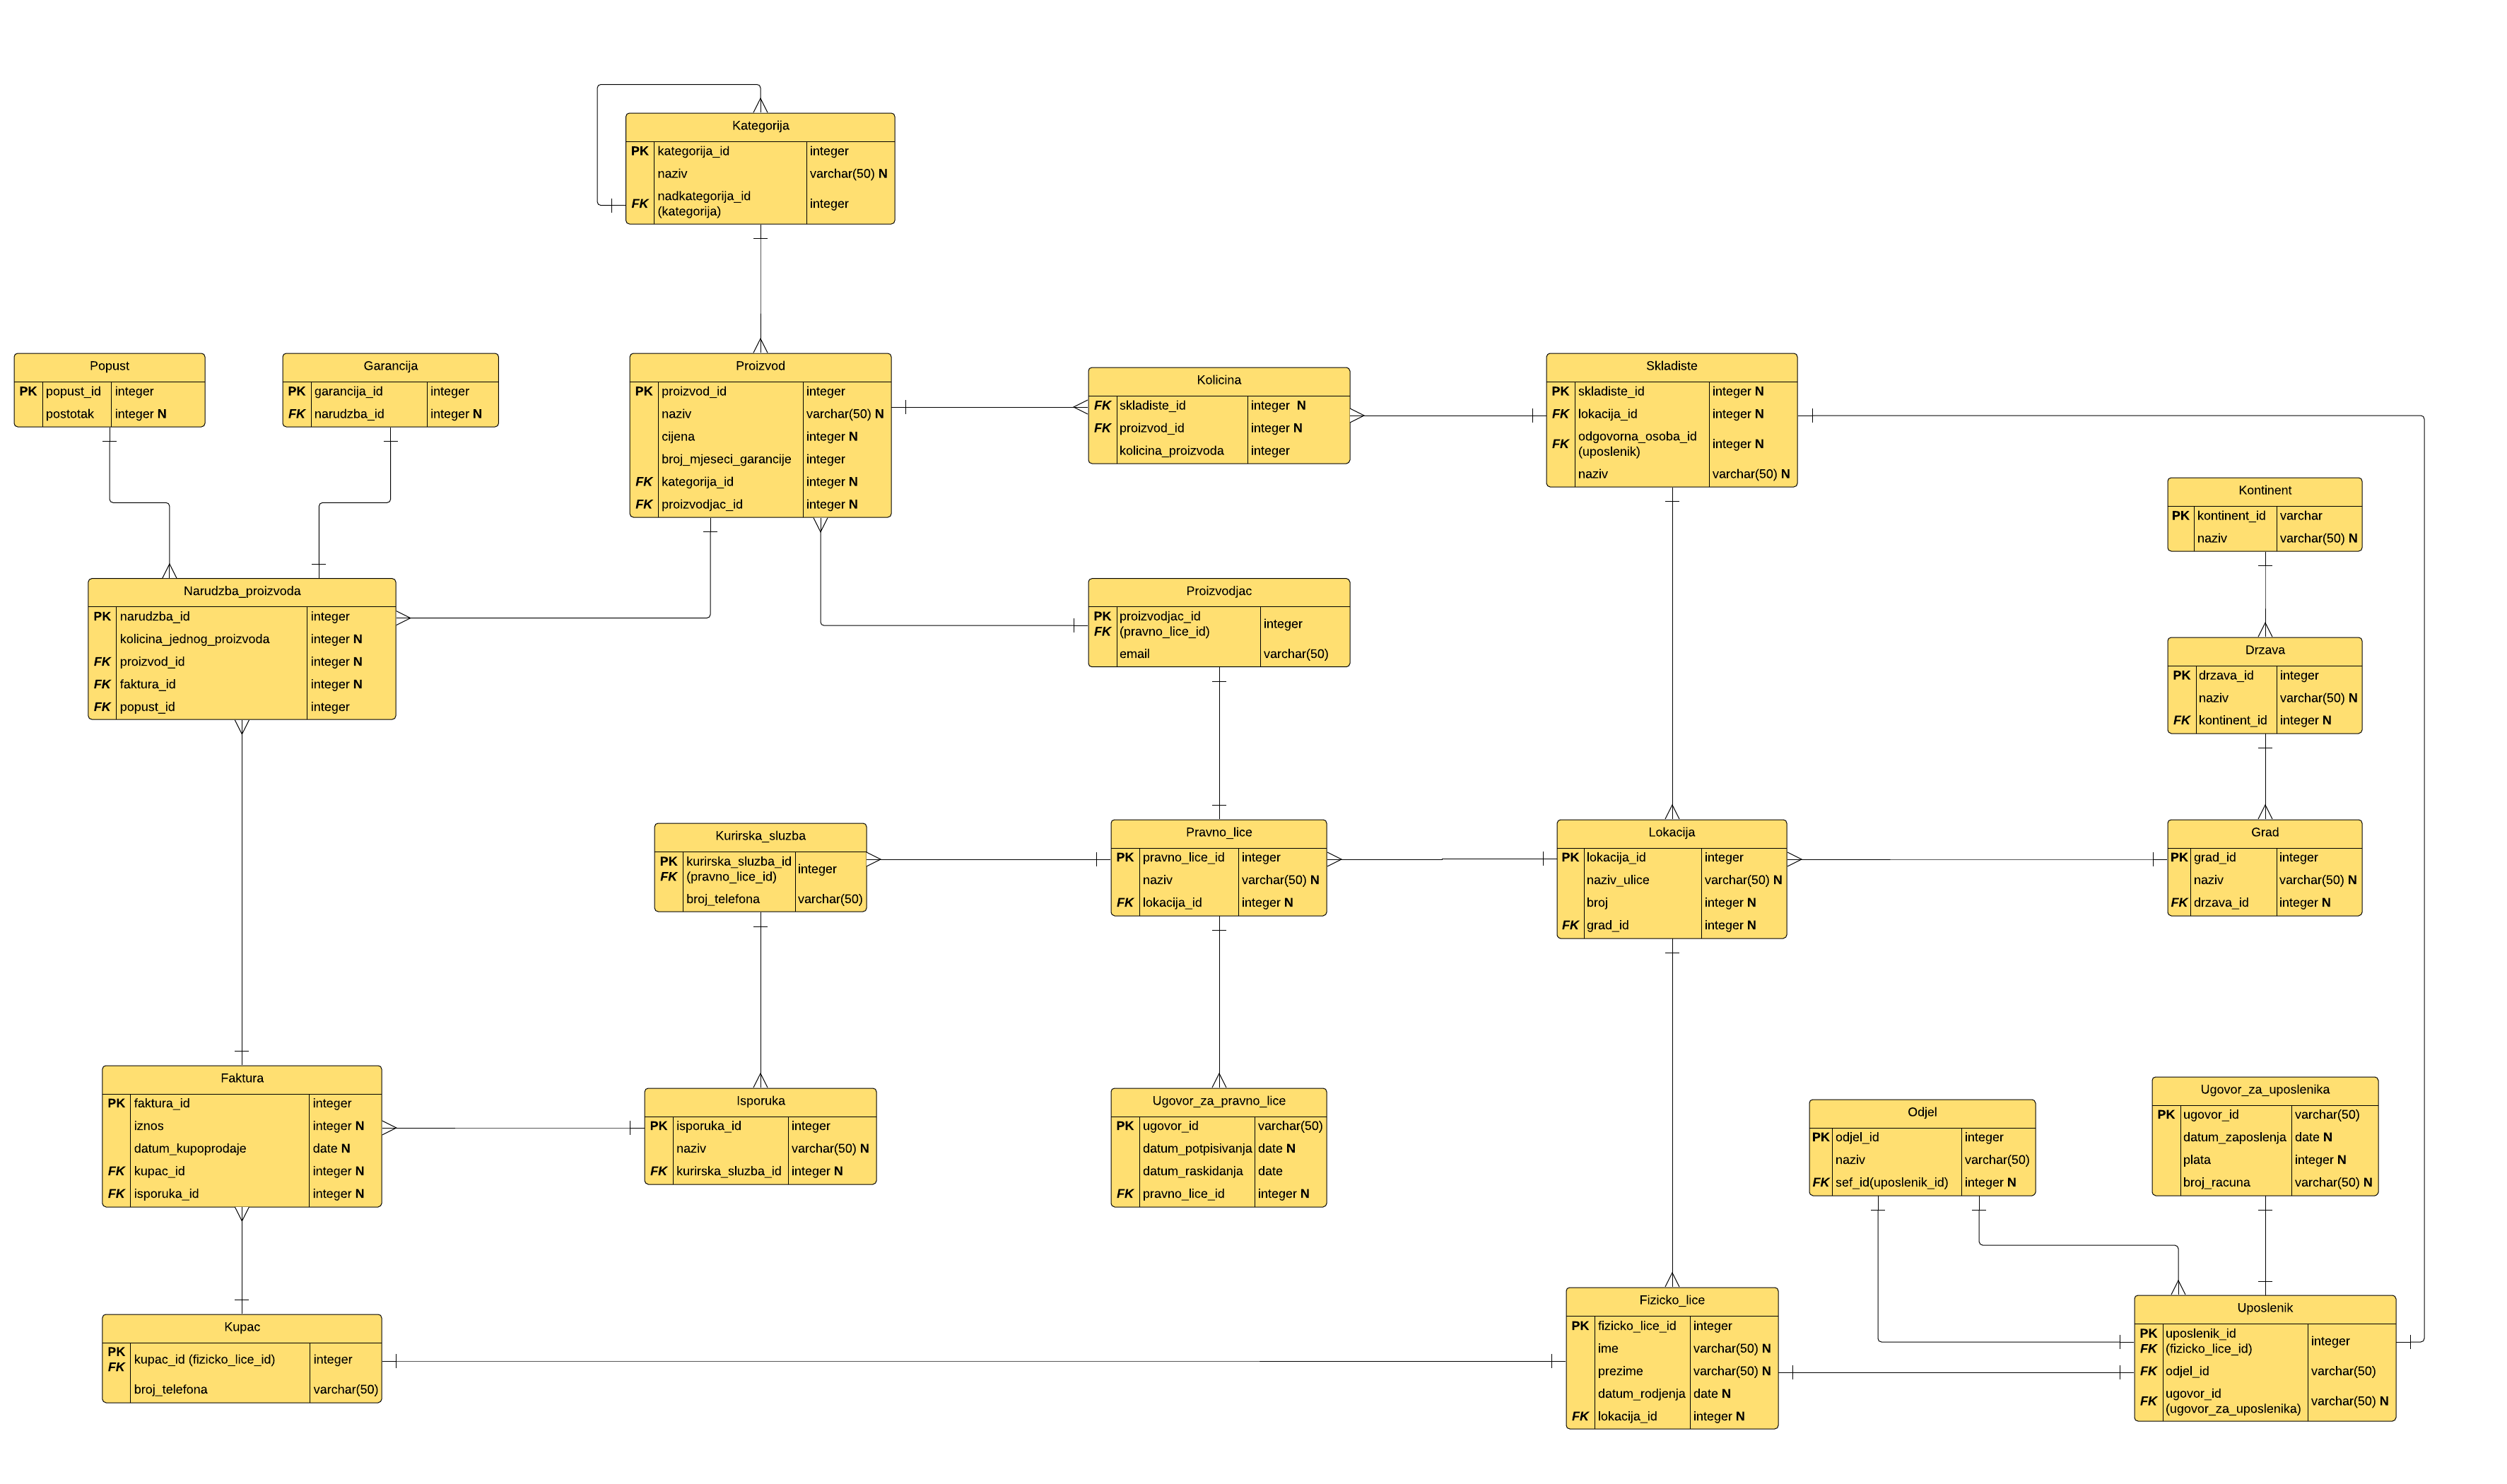 Kategorija
PK kategorija_id integer
naziv varchar(50) N
FK nadkategorija_id (kategorija) integer
Popust
PK popust_id integer
postotak integer N
Garancija
PK garancija_id integer
FK narudzba_id integer N
Proizvod
PK proizvod_id integer
naziv varchar(50) N
cijena integer N
broj_mjeseci_garancije integer
FK kategorija_id integer N
FK proizvodjac_id integer N
Kolicina
FK skladiste_id integer N
FK proizvod_id integer N
kolicina_proizvoda integer
Skladiste
PK skladiste_id integer N
FK lokacija_id integer N
FK odgovorna_osoba_id (uposlenik) integer N
naziv varchar(50) N
Kontinent
PK kontinent_id varchar
naziv varchar(50) N
Narudzba_proizvoda
PK narudzba_id integer
kolicina_jednog_proizvoda integer N
FK proizvod_id integer N
FK faktura_id integer N
FK popust_id integer
Proizvodjac
PK FK proizvodjac_id (pravno_lice_id) integer
email varchar(50)
Drzava
PK drzava_id integer
naziv varchar(50) N
FK kontinent_id integer N
Kurirska_sluzba
PK FK kurirska_sluzba_id (pravno_lice_id) integer
broj_telefona varchar(50)
Pravno_lice
PK pravno_lice_id integer
naziv varchar(50) N
FK lokacija_id integer N
Lokacija
PK lokacija_id integer
naziv_ulice varchar(50) N
broj integer N
FK grad_id integer N
Grad
PK grad_id integer
naziv varchar(50) N
FK drzava_id integer N
Faktura
PK faktura_id integer
iznos integer N
datum_kupoprodaje date N
FK kupac_id integer N
FK isporuka_id integer N
Isporuka
PK isporuka_id integer
naziv varchar(50) N
FK kurirska_sluzba_id integer N
Ugovor_za_pravno_lice
PK ugovor_id varchar(50)
datum_potpisivanja date N
datum_raskidanja date
FK pravno_lice_id integer N
Odjel
PK odjel_id integer
naziv varchar(50)
FK sef_id(uposlenik_id) integer N
Ugovor_za_uposlenika
PK ugovor_id varchar(50)
datum_zaposlenja date N
plata integer N
broj_racuna varchar(50) N
Kupac
PK FK kupac_id (fizicko_lice_id) integer
broj_telefona varchar(50)
Fizicko_lice
PK fizicko_lice_id integer
ime varchar(50) N
prezime varchar(50) N
datum_rodjenja date N
FK lokacija_id integer N
Uposlenik
PK FK uposlenik_id (fizicko_lice_id) integer
FK odjel_id varchar(50)
FK ugovor_id (ugovor_za_uposlenika) varchar(50) N